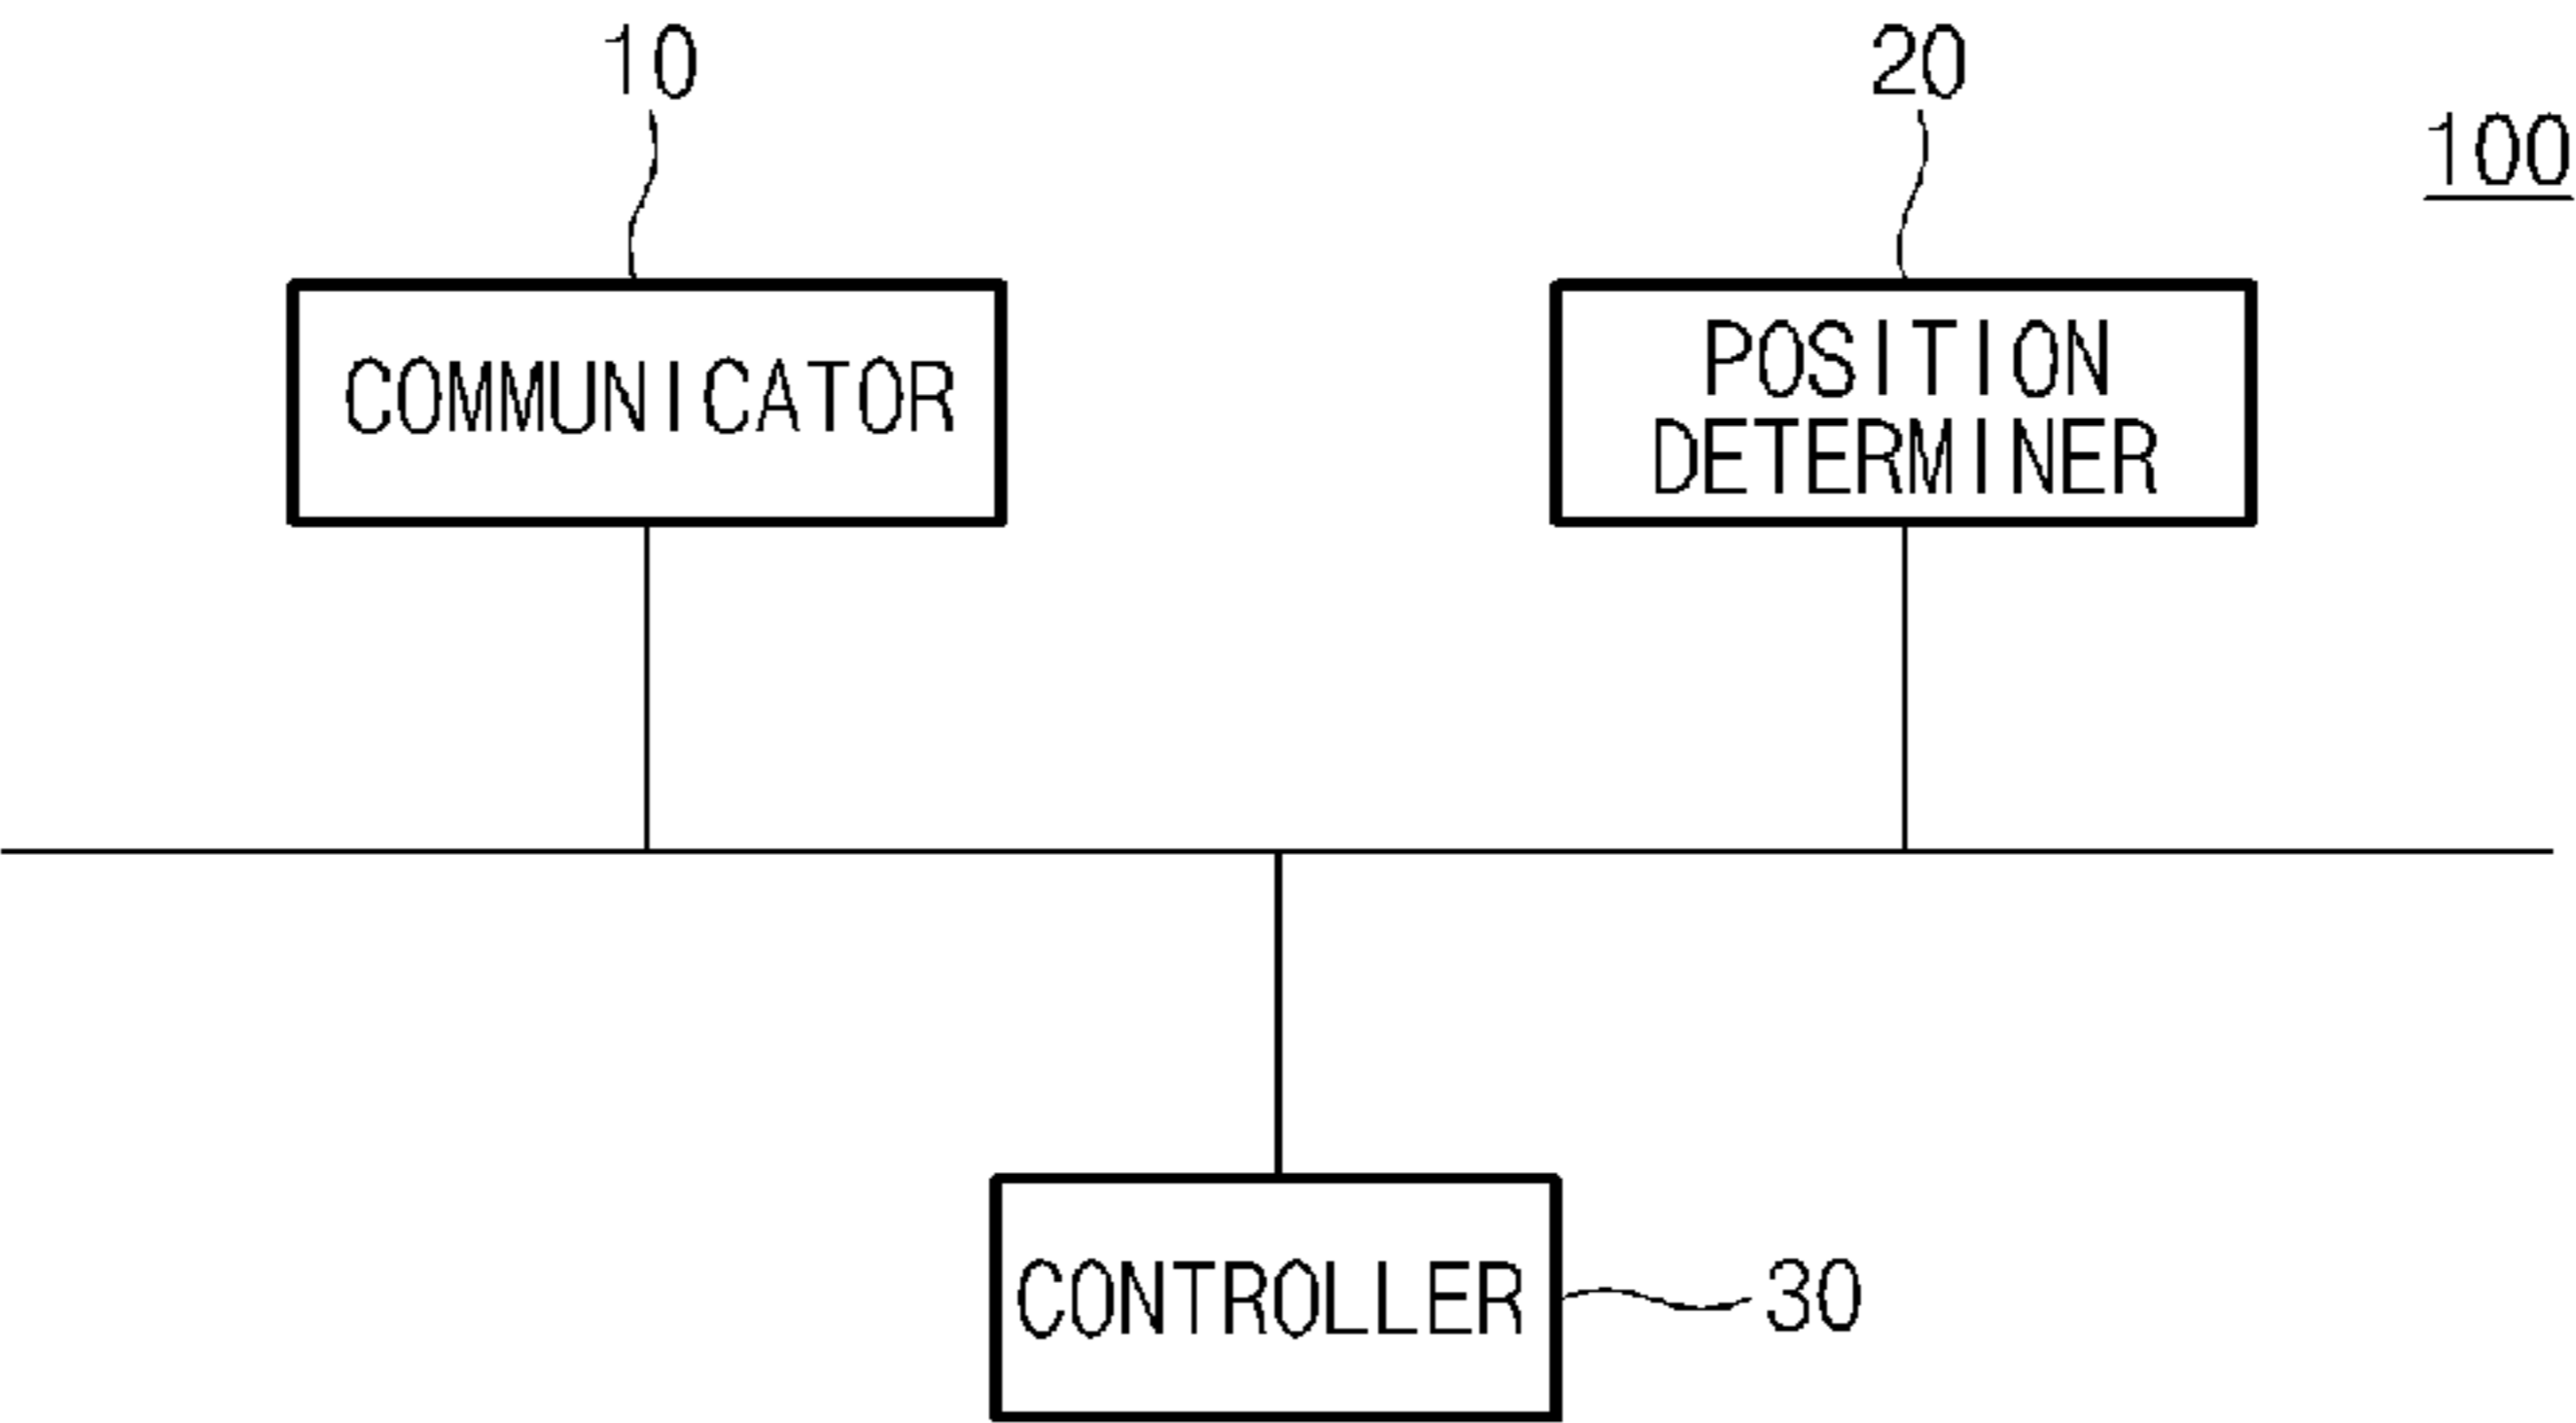 10
20
100
COMMUNICATOR
POSITION
DETERMINER
CONTROLLER
30